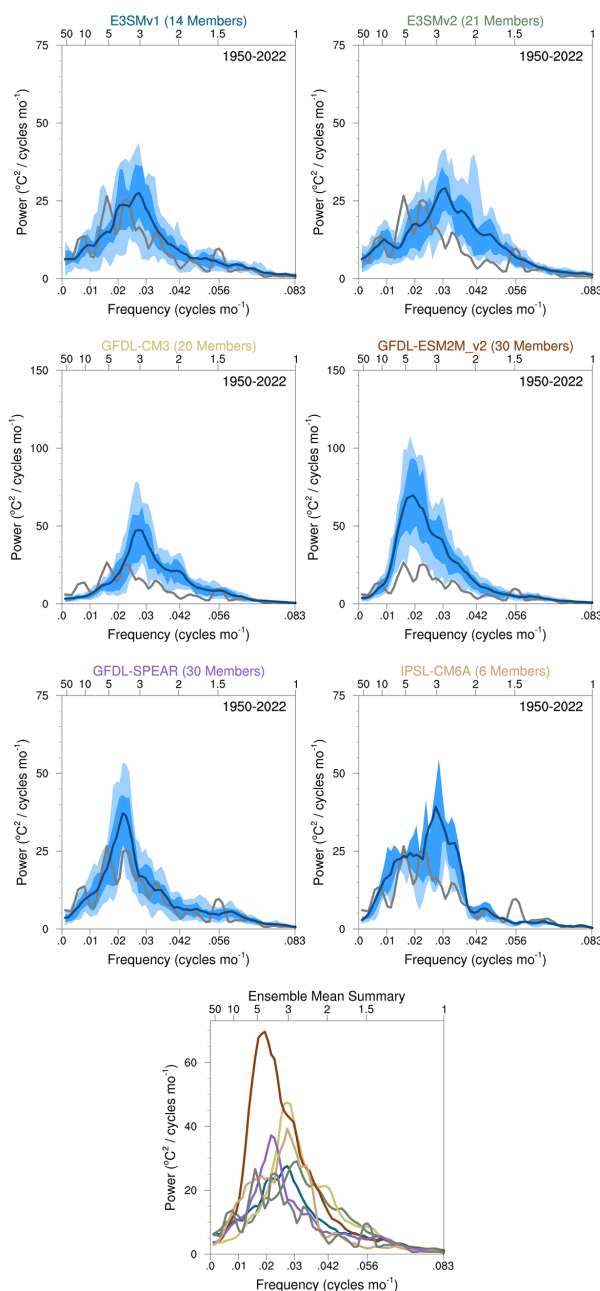 E3SMv1 (14 Members)
50 10 5 3 2 1.5 1
75
50
25
0
Power (°C² / cycles mo⁻¹)
1950-2022
.0 .01 .02 .03 .042 .056 .083
Frequency (cycles mo⁻¹)
E3SMv2 (21 Members)
50 10 5 3 2 1.5 1
75
50
25
0
Power (°C² / cycles mo⁻¹)
1950-2022
.0 .01 .02 .03 .042 .056 .083
Frequency (cycles mo⁻¹)
GFDL-CM3 (20 Members)
50 10 5 3 2 1.5 1
150
100
50
0
Power (°C² / cycles mo⁻¹)
1950-2022
.0 .01 .02 .03 .042 .056 .083
Frequency (cycles mo⁻¹)
GFDL-ESM2M_v2 (30 Members)
50 10 5 3 2 1.5 1
150
100
50
0
Power (°C² / cycles mo⁻¹)
1950-2022
.0 .01 .02 .03 .042 .056 .083
Frequency (cycles mo⁻¹)
GFDL-SPEAR (30 Members)
50 10 5 3 2 1.5 1
75
50
25
0
Power (°C² / cycles mo⁻¹)
1950-2022
.0 .01 .02 .03 .042 .056 .083
Frequency (cycles mo⁻¹)
IPSL-CM6A (6 Members)
50 10 5 3 2 1.5 1
75
50
25
0
Power (°C² / cycles mo⁻¹)
1950-2022
.0 .01 .02 .03 .042 .056 .083
Frequency (cycles mo⁻¹)
Ensemble Mean Summary
50 10 5 3 2 1.5 1
60
40
20
0
Power (°C² / cycles mo⁻¹)
.0 .01 .02 .03 .042 .056 .083
Frequency (cycles mo⁻¹)